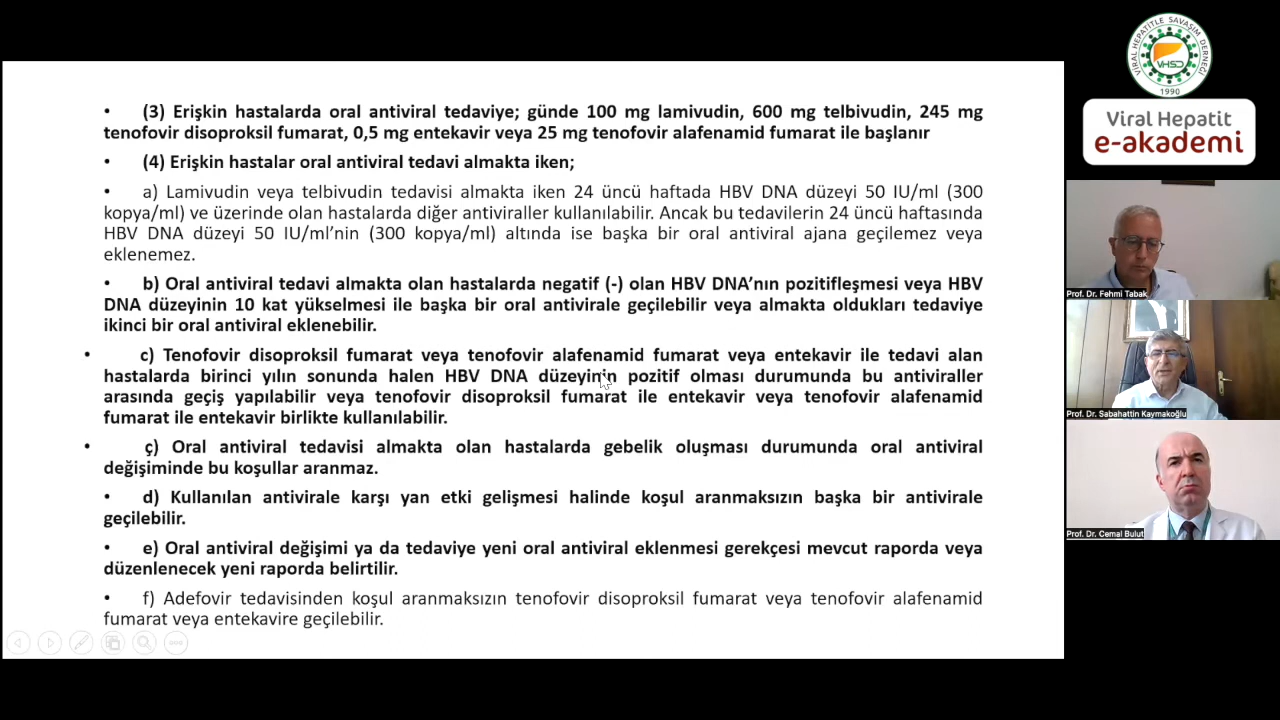 • (3) Erişkin hastalarda oral antiviral tedaviye; günde 100 mg lamivudin, 600 mg telbivudin, 245 mg
tenofovir disoproksil fumarat, 0,5 mg entekavir veya 25 mg tenofovir alafenamid fumarat ile başlanır
• (4) Erişkin hastalar oral antiviral tedavi almakta iken;
• a) Lamivudin veya telbivudin tedavisi almakta iken 24 üncü haftada HBV DNA düzeyi 50 IU/ml (300
kopya/ml) ve üzerinde olan hastalarda diğer antiviraller kullanılabilir. Ancak bu tedavilerin 24 üncü haftasında
HBV DNA düzeyi 50 IU/ml’nin (300 kopya/ml) altında ise başka bir oral antiviral ajana geçilemez veya
eklenemez.
• b) Oral antiviral tedavi almakta olan hastalarda negatif (-) olan HBV DNA’nın pozitifleşmesi veya HBV
DNA düzeyinin 10 kat yükselmesi ile başka bir oral antivirale geçilebilir veya almakta oldukları tedaviye
ikinci bir oral antiviral eklenebilir.
• c) Tenofovir disoproksil fumarat veya tenofovir alafenamid fumarat veya entekavir ile tedavi alan
hastalarda birinci yılın sonunda halen HBV DNA düzeyinin pozitif olması durumunda bu antiviraller
arasında geçiş yapılabilir veya tenofovir disoproksil fumarat ile entekavir veya tenofovir alafenamid
fumarat ile entekavir birlikte kullanılabilir.
• ç) Oral antiviral tedavisi almakta olan hastalarda gebelik oluşması durumunda oral antiviral
değişiminde bu koşullar aranmaz.
• d) Kullanılan antivirale karşı yan etki gelişmesi halinde koşul aranmaksızın başka bir antivirale
geçilebilir.
• e) Oral antiviral değişimi ya da tedaviye yeni oral antiviral eklenmesi gerekçesi mevcut raporda veya
düzenlenecek yeni raporda belirtilir.
• f) Adefovir tedavisinden koşul aranmaksızın tenofovir disoproksil fumarat veya tenofovir alafenamid
fumarat veya entekavire geçilebilir.
VİRAL HEPATİTLE SAVAŞIM DERNEĞİ
VHSD
1990
Viral Hepatit
e-akademi
Prof. Dr. Fehmi Tabak
Prof. Dr. Sabahattin Kaymakoğlu
Prof. Dr. Cemal Bulut